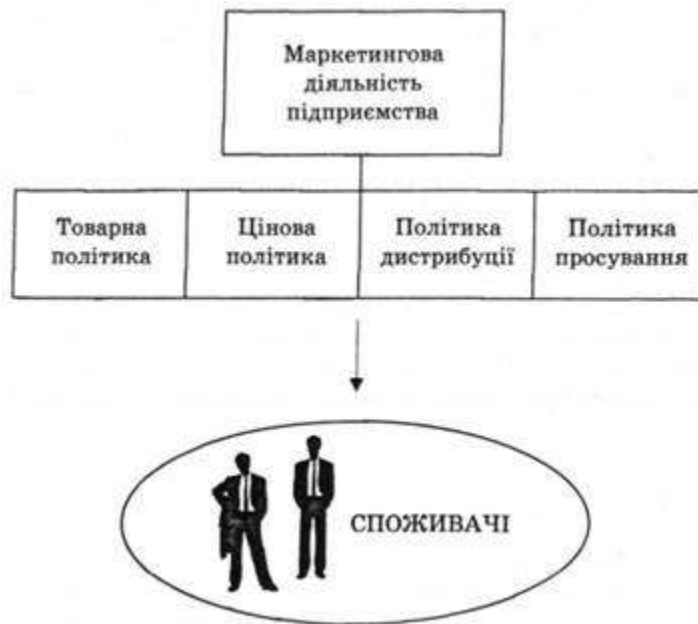 Маркетингова
діяльність
підприємства
Товарна
політика
Цінова
політика
Політика
дистрибуції
Політика
просування
СПОЖИВАЧІ